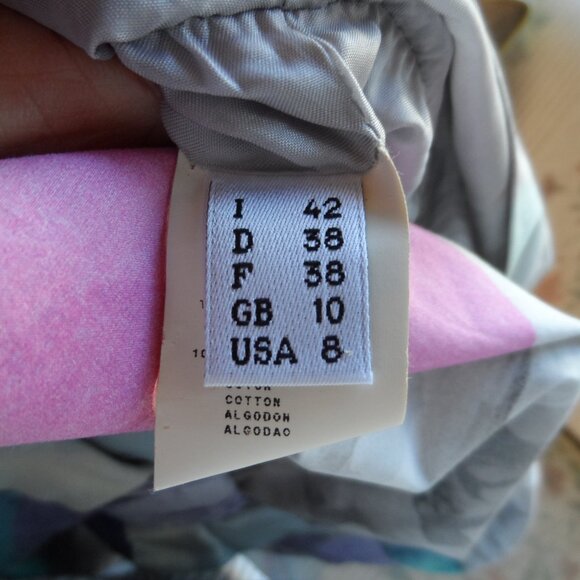 I 42
D 38
F 38
GB 10
USA 8
COTTON
ALGODON
ALGODAO